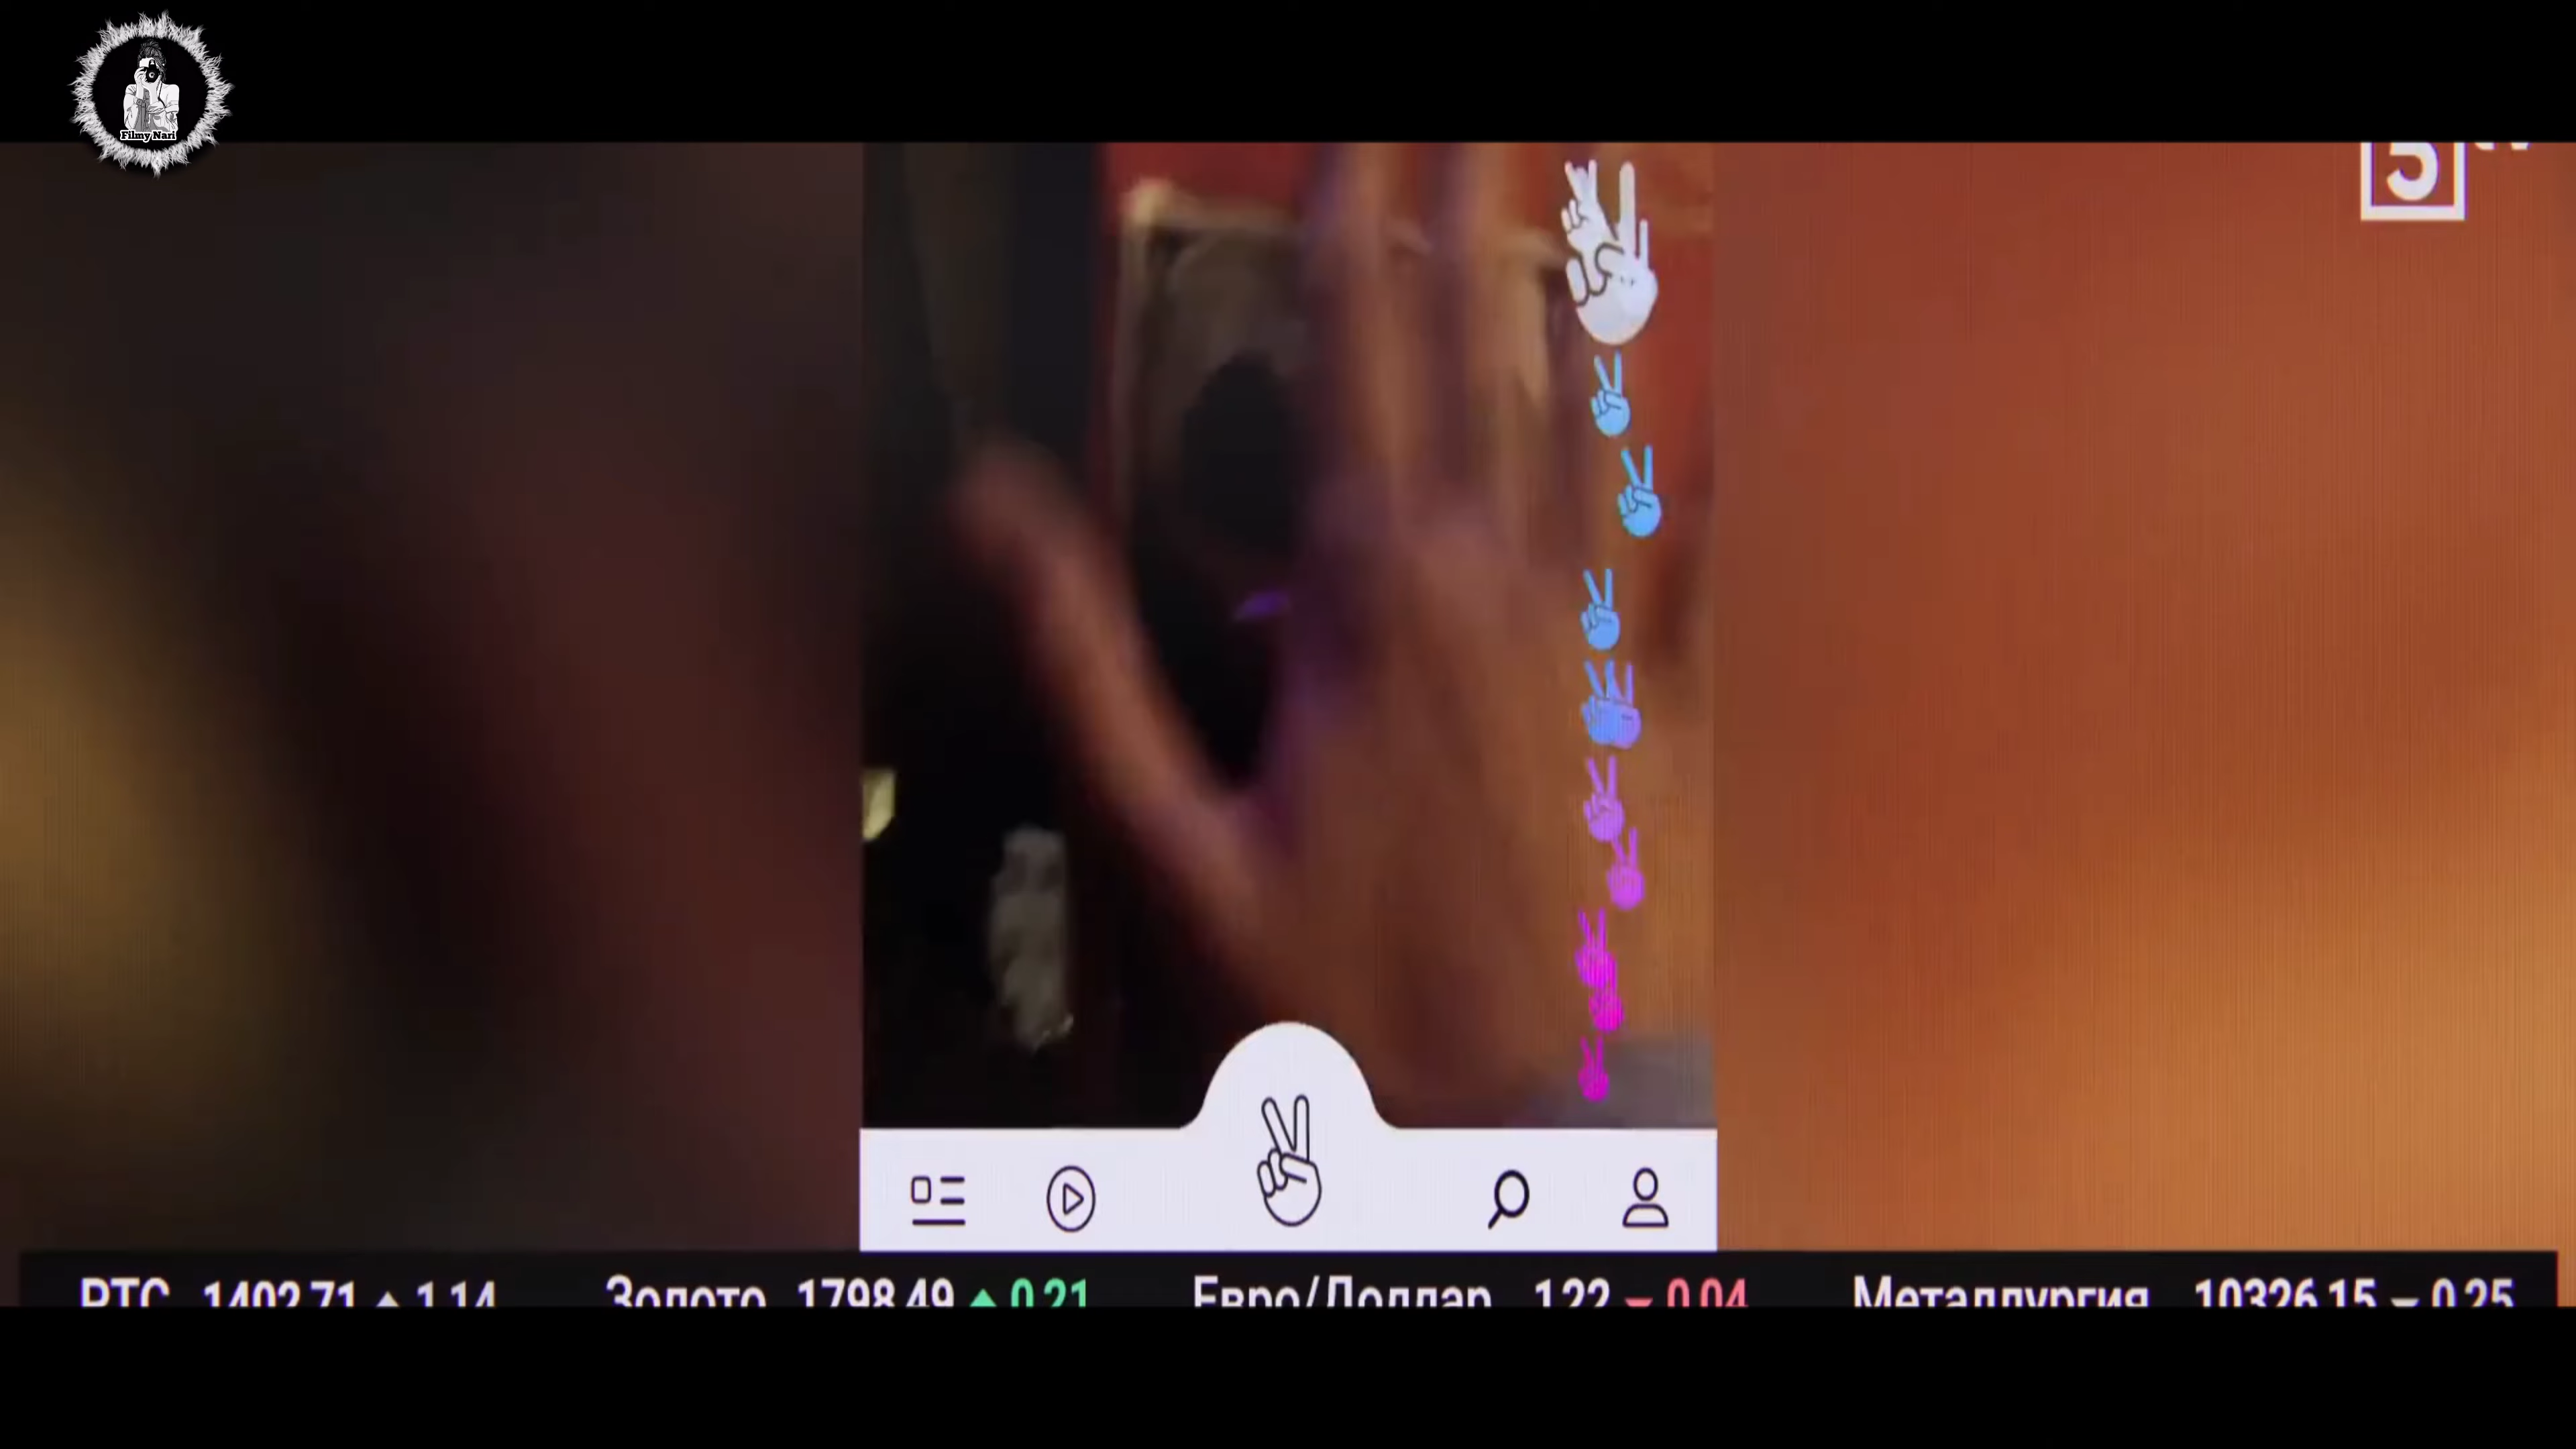 Filmy Nari
5
РТС 1402.71 ▲ 1.14 Золото 1798.49 ▲ 0.21 Евро/Доллар 1.22 ▼ 0.04 Металлургия 10326.15 ▼ 0.25